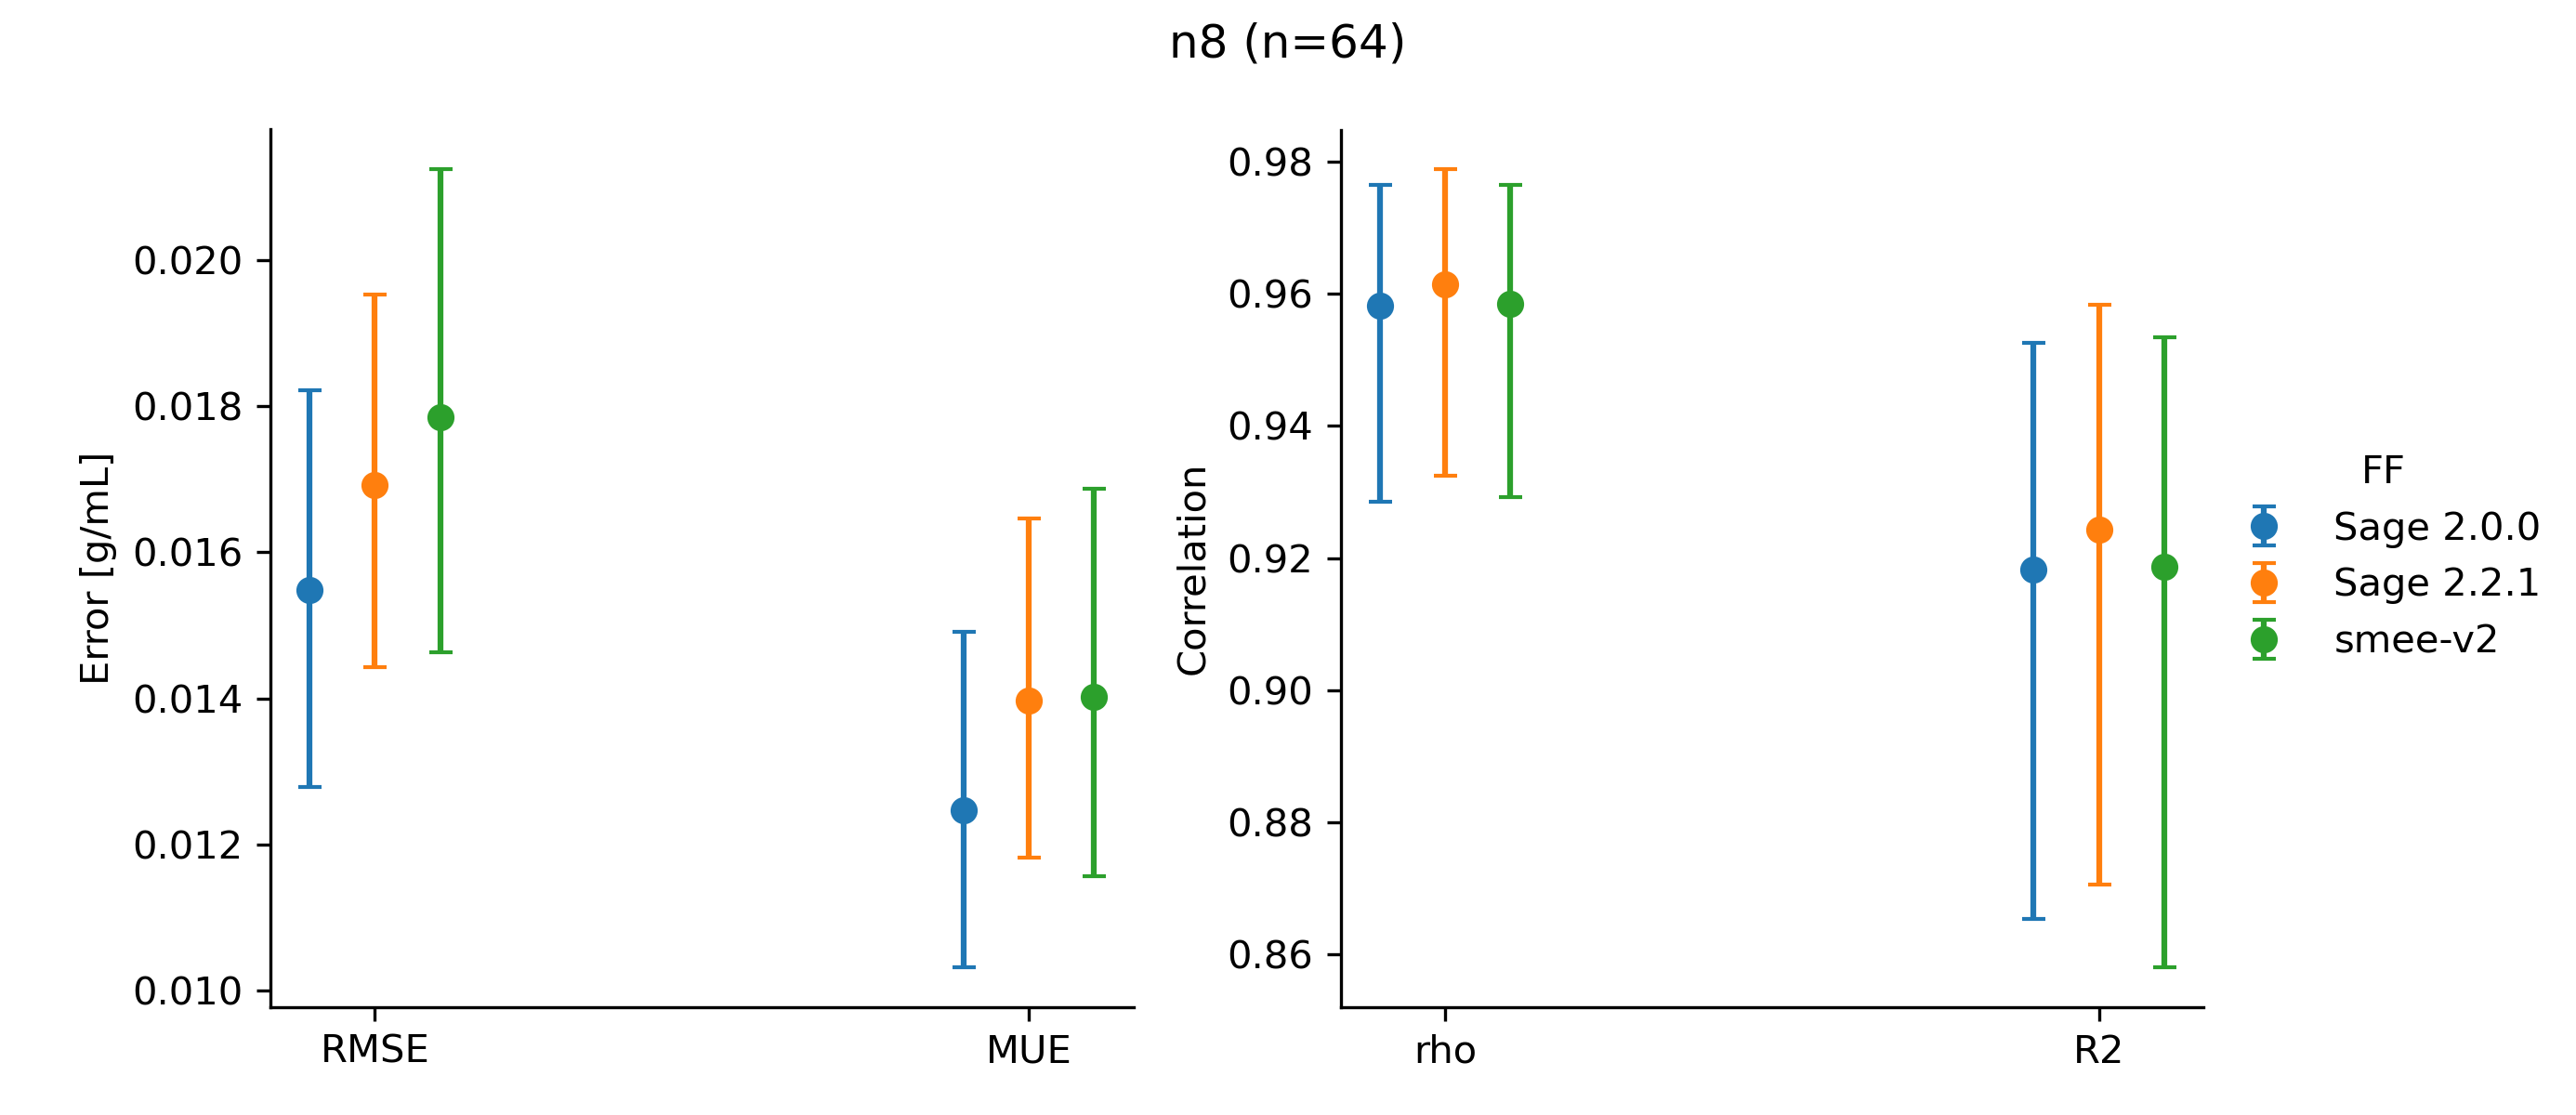 n8 (n=64)
Error [g/mL]
0.020
0.018
0.016
0.014
0.012
0.010
RMSE
MUE
Correlation
0.98
0.96
0.94
0.92
0.90
0.88
0.86
rho
R2
FF
Sage 2.0.0
Sage 2.2.1
smee-v2